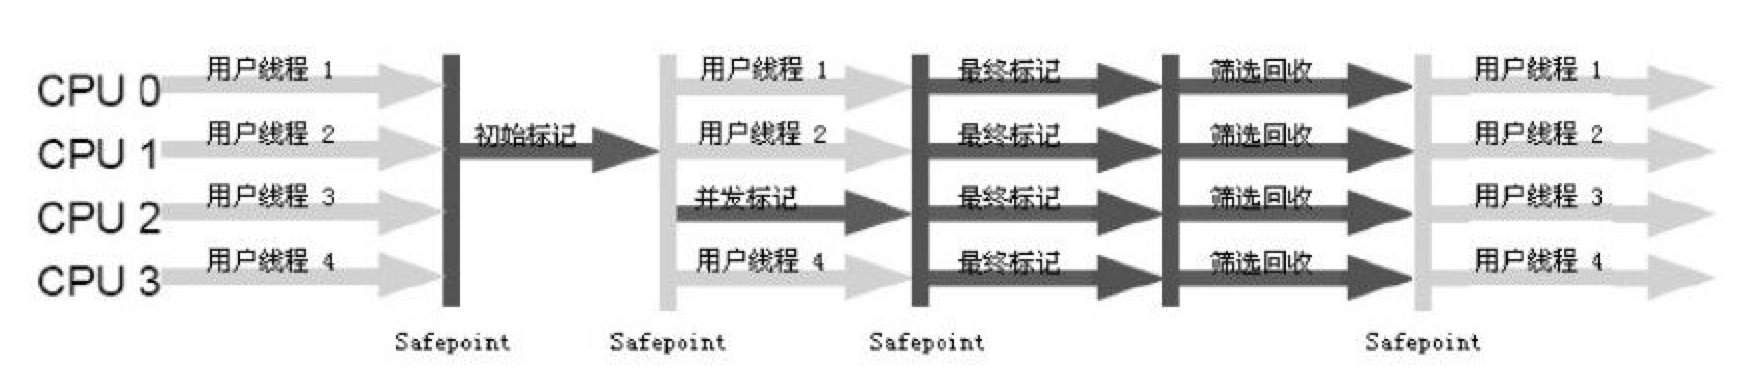 CPU 0 用户线程 1 用户线程 1 最终标记 筛选回收 用户线程 1
CPU 1 用户线程 2 初始标记 用户线程 2 最终标记 筛选回收 用户线程 2
CPU 2 用户线程 3 并发标记 最终标记 筛选回收 用户线程 3
CPU 3 用户线程 4 用户线程 4 最终标记 筛选回收 用户线程 4
Safepoint Safepoint Safepoint Safepoint